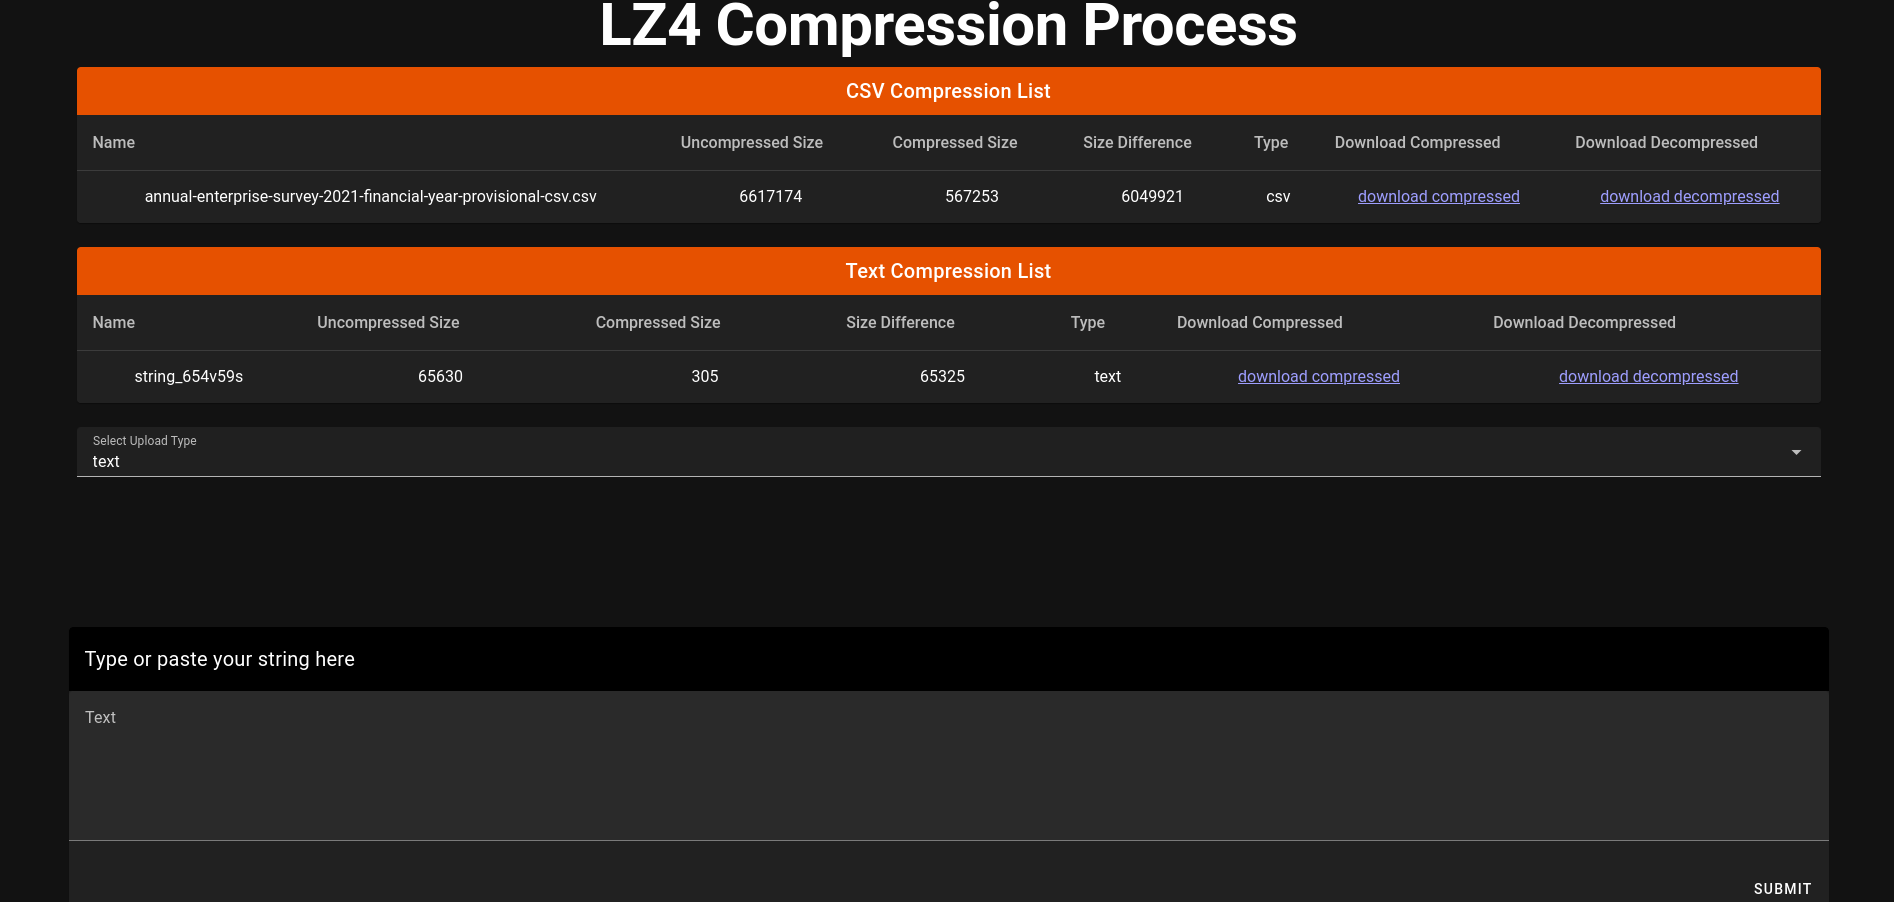 LZ4 Compression Process
CSV Compression List
Name Uncompressed Size Compressed Size Size Difference Type Download Compressed Download Decompressed
annual-enterprise-survey-2021-financial-year-provisional-csv.csv 6617174 567253 6049921 csv download compressed download decompressed
Text Compression List
Name Uncompressed Size Compressed Size Size Difference Type Download Compressed Download Decompressed
string_654v59s 65630 305 65325 text download compressed download decompressed
Select Upload Type
text
Type or paste your string here
Text
SUBMIT